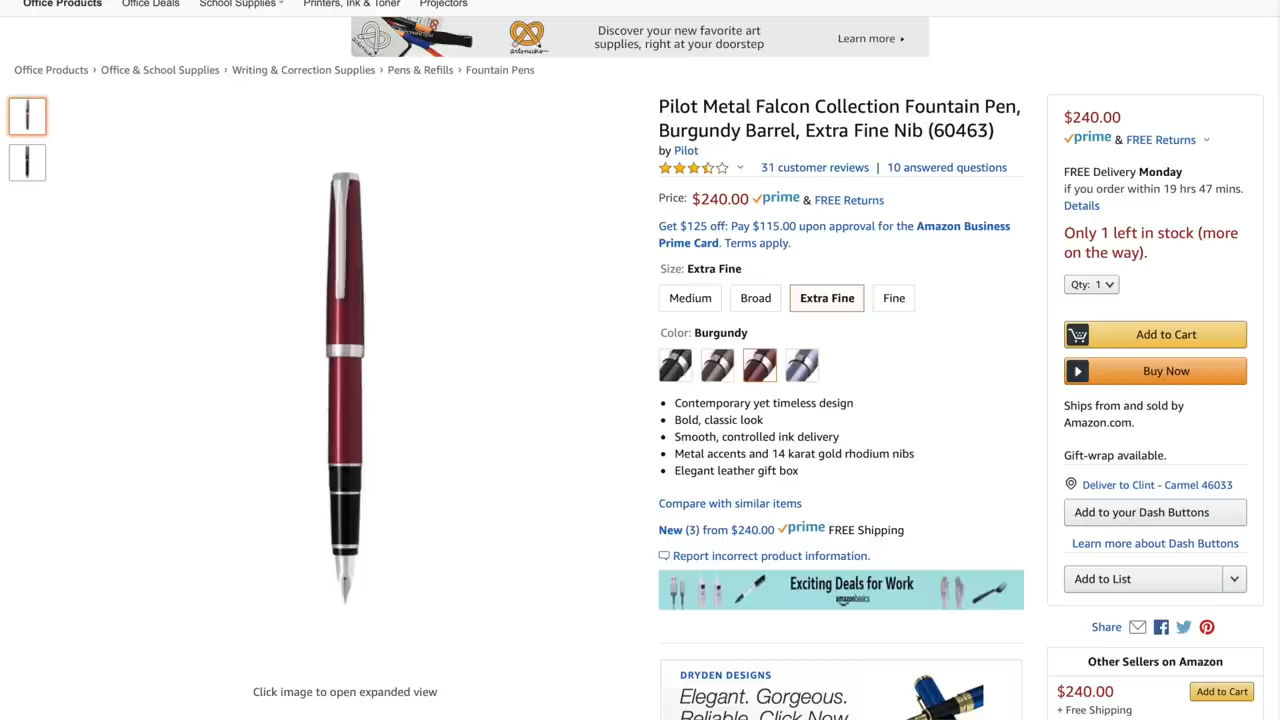 Office Products
Office Deals
School Supplies
Printers, Ink & Toner
Projectors
Discover your new favorite art
supplies, right at your doorstep
Learn more
Office Products › Office & School Supplies › Writing & Correction Supplies › Pens & Refills › Fountain Pens
Pilot Metal Falcon Collection Fountain Pen,
Burgundy Barrel, Extra Fine Nib (60463)
by Pilot
31 customer reviews | 10 answered questions
Price: $240.00 prime & FREE Returns
Get $125 off: Pay $115.00 upon approval for the Amazon Business
Prime Card. Terms apply.
Size: Extra Fine
Medium
Broad
Extra Fine
Fine
Color: Burgundy
Contemporary yet timeless design
Bold, classic look
Smooth, controlled ink delivery
Metal accents and 14 karat gold rhodium nibs
Elegant leather gift box
Compare with similar items
New (3) from $240.00 prime FREE Shipping
Report incorrect product information.
Exciting Deals for Work
amazonbasics
DRYDEN DESIGNS
Elegant. Gorgeous.
Reliable. Click Now
Click image to open expanded view
$240.00
prime & FREE Returns
FREE Delivery Monday
if you order within 19 hrs 47 mins.
Details
Only 1 left in stock (more
on the way).
Qty: 1
Add to Cart
Buy Now
Ships from and sold by
Amazon.com.
Gift-wrap available.
Deliver to Clint - Carmel 46033
Add to your Dash Buttons
Learn more about Dash Buttons
Add to List
Share
Other Sellers on Amazon
$240.00
Add to Cart
+ Free Shipping